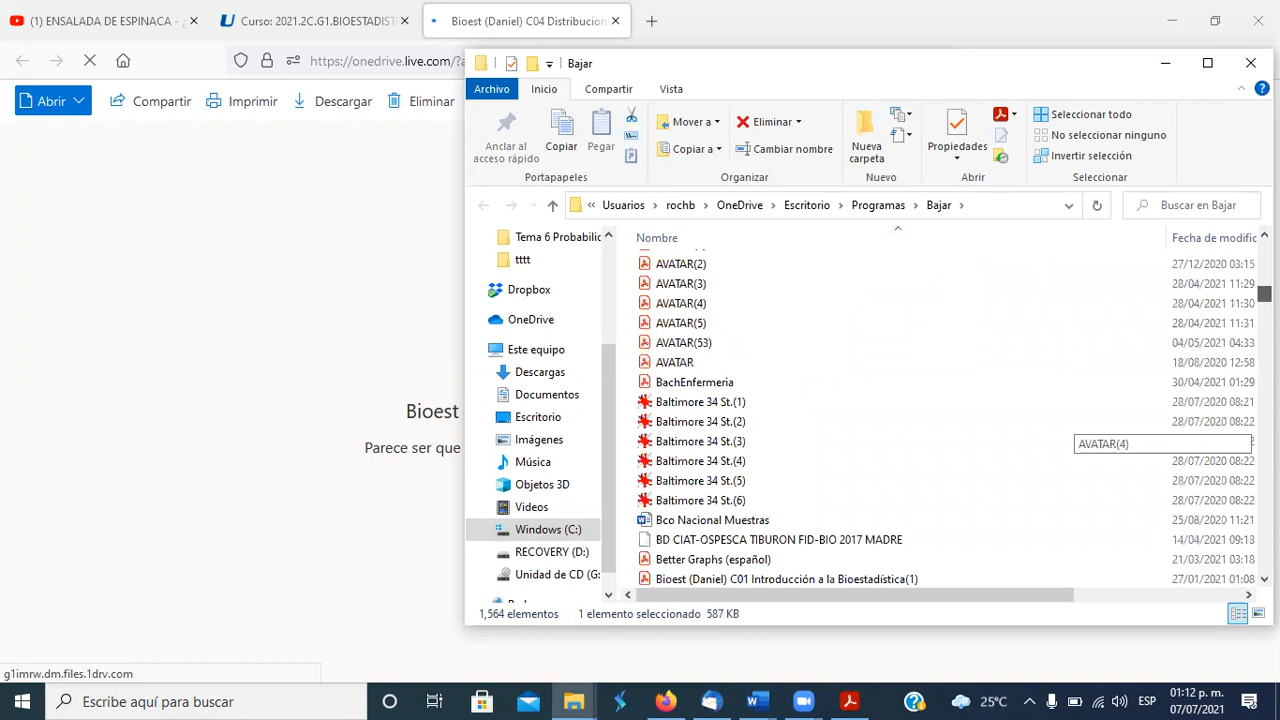 (1) ENSALADA DE ESPINACA - ¿
Curso: 2021.2C.G1.BIOESTADIST
Bioest (Daniel) C04 Distribucion
https://onedrive.live.com/?a
Abrir
Compartir
Imprimir
Descargar
Eliminar
Bioest
Parece ser que
g1imrw.dm.files.1drv.com
Bajar
Archivo
Inicio
Compartir
Vista
Anclar al
acceso rápido
Copiar
Pegar
Portapapeles
Mover a
Copiar a
Eliminar
Cambiar nombre
Organizar
Nueva
carpeta
Nuevo
Propiedades
Abrir
Seleccionar todo
No seleccionar ninguno
Invertir selección
Seleccionar
« Usuarios > rochb > OneDrive > Escritorio > Programas > Bajar >
Buscar en Bajar
Tema 6 Probabilic
tttt
Dropbox
OneDrive
Este equipo
Descargas
Documentos
Escritorio
Imágenes
Música
Objetos 3D
Videos
Windows (C:)
RECOVERY (D:)
Unidad de CD (G:
Nombre
Fecha de modific
AVATAR(2) 27/12/2020 03:15
AVATAR(3) 28/04/2021 11:29
AVATAR(4) 28/04/2021 11:30
AVATAR(5) 28/04/2021 11:31
AVATAR(53) 04/05/2021 04:33
AVATAR 18/08/2020 12:58
BachEnfermeria 30/04/2021 01:29
Baltimore 34 St.(1) 28/07/2020 08:21
Baltimore 34 St.(2) 28/07/2020 08:22
Baltimore 34 St.(3)
AVATAR(4)
Baltimore 34 St.(4) 28/07/2020 08:22
Baltimore 34 St.(5) 28/07/2020 08:22
Baltimore 34 St.(6) 28/07/2020 08:22
Bco Nacional Muestras 25/08/2020 11:21
BD CIAT-OSPESCA TIBURON FID-BIO 2017 MADRE 14/04/2021 09:13
Better Graphs (español) 21/03/2021 03:18
Bioest (Daniel) C01 Introducción a la Bioestadística(1) 27/01/2021 01:08
1,564 elementos
1 elemento seleccionado 587 KB
Escribe aquí para buscar
25°C
ESP
01:12 p. m.
07/07/2021